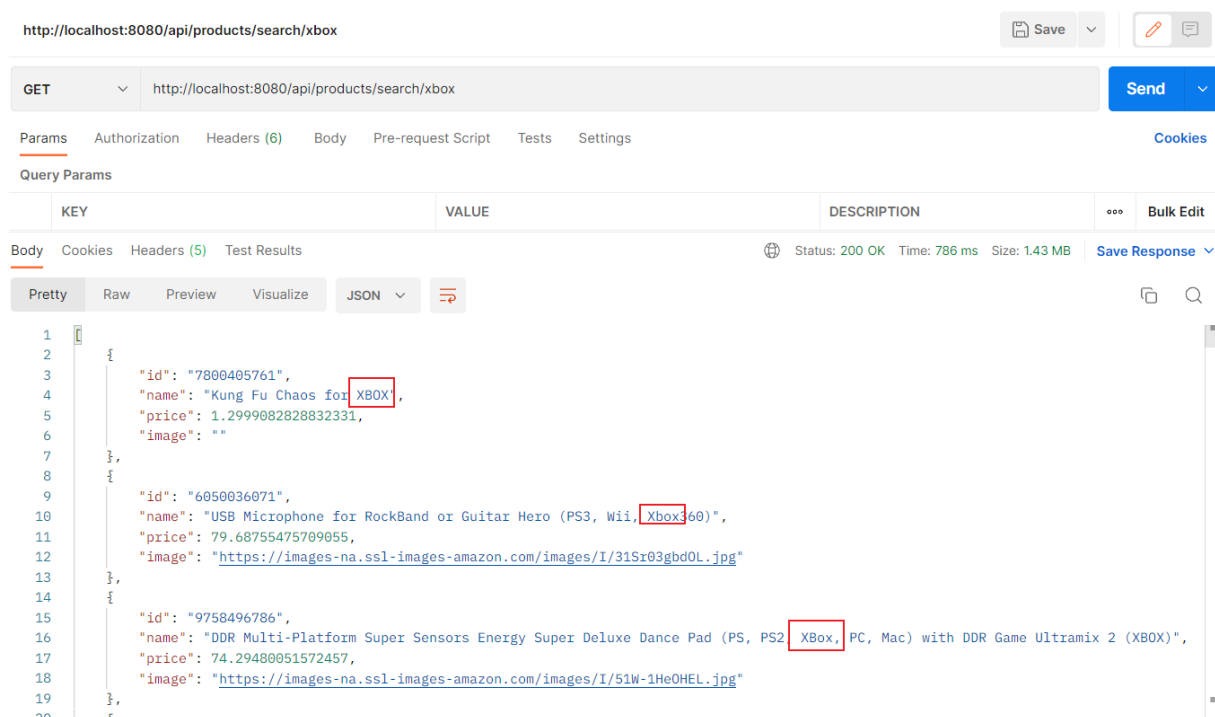 http://localhost:8080/api/products/search/xbox
Save
GET
http://localhost:8080/api/products/search/xbox
Send
Params Authorization Headers (6) Body Pre-request Script Tests Settings Cookies
Query Params
KEY VALUE DESCRIPTION ooo Bulk Edit
Body Cookies Headers (5) Test Results Status: 200 OK Time: 786 ms Size: 1.43 MB Save Response
Pretty Raw Preview Visualize JSON
1 [
2 {
3 "id": "7800405761",
4 "name": "Kung Fu Chaos for XBOX",
5 "price": 1.2999082828832331,
6 "image": ""
7 },
8 {
9 "id": "6050036071",
10 "name": "USB Microphone for RockBand or Guitar Hero (PS3, Wii, Xbox360)",
11 "price": 79.68755475709055,
12 "image": "https://images-na.ssl-images-amazon.com/images/I/31Sr03gbdOL.jpg"
13 },
14 {
15 "id": "9758496786",
16 "name": "DDR Multi-Platform Super Sensors Energy Super Deluxe Dance Pad (PS, PS2, XBox, PC, Mac) with DDR Game Ultramix 2 (XBOX)",
17 "price": 74.29480051572457,
18 "image": "https://images-na.ssl-images-amazon.com/images/I/51W-1HeOHEL.jpg"
19 },
20 {